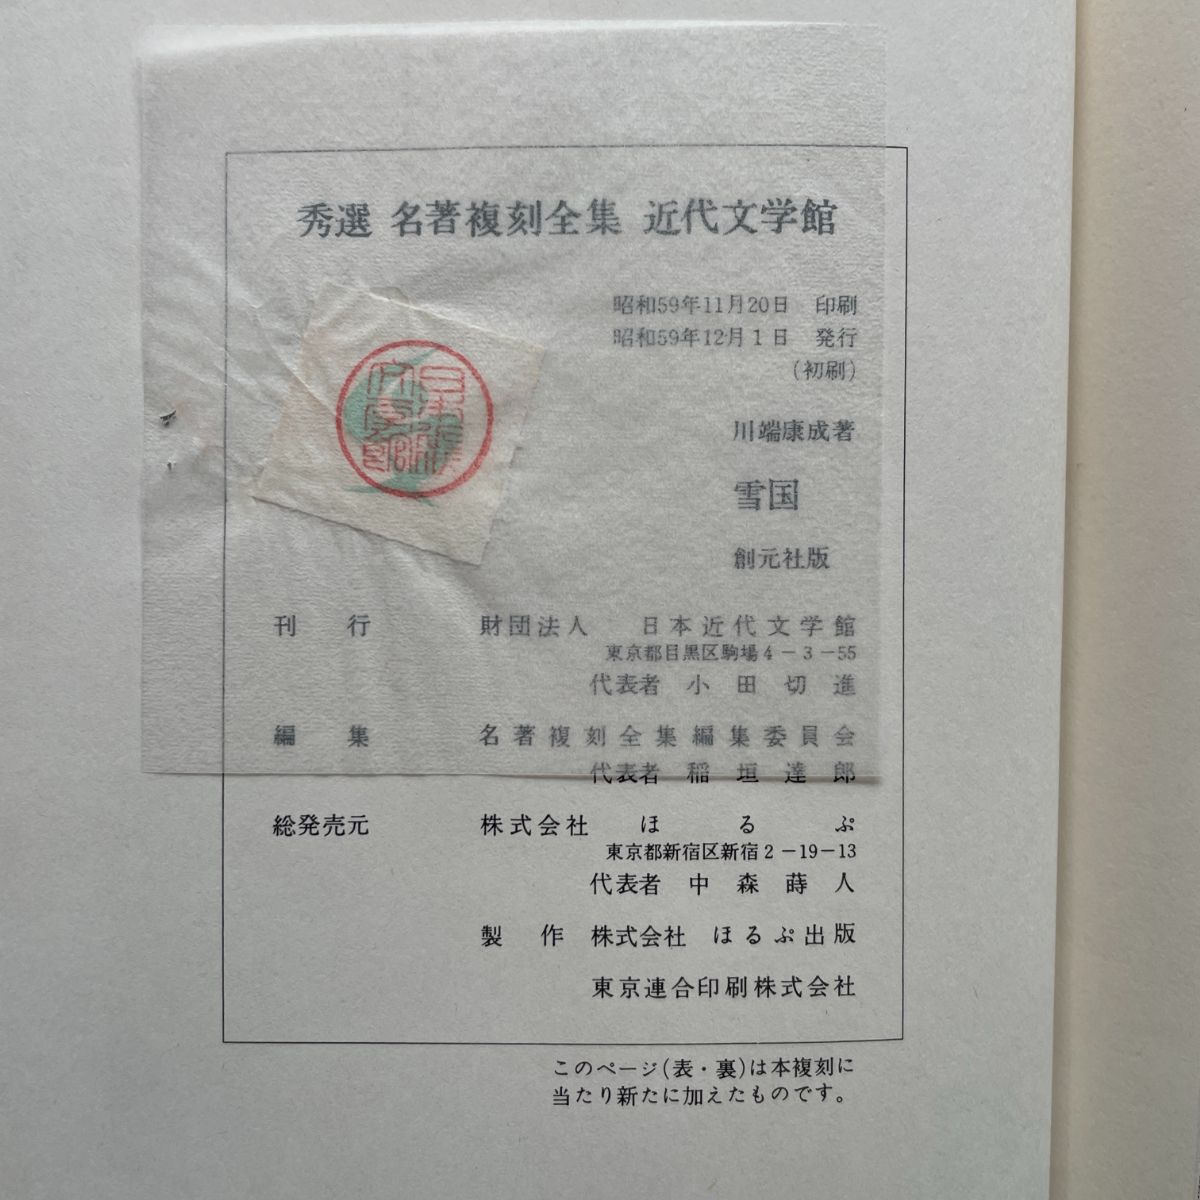 秀選 名著複刻全集 近代文学館
昭和59年11月20日 印刷
昭和59年12月1日 発行
(初刷)
川端康成著
雪国
創元社版
刊行 財団法人 日本近代文学館
東京都目黒区駒場4-3-55
代表者 小田切進
編集 名著複刻全集編集委員会
代表者 稲垣達郎
総発売元 株式会社 ほるぷ
東京都新宿区新宿2-19-13
代表者 中森蒔人
製作 株式会社 ほるぷ出版
東京連合印刷株式会社
このページ(表・裏)は本複刻に
当たり新たに加えたものです。